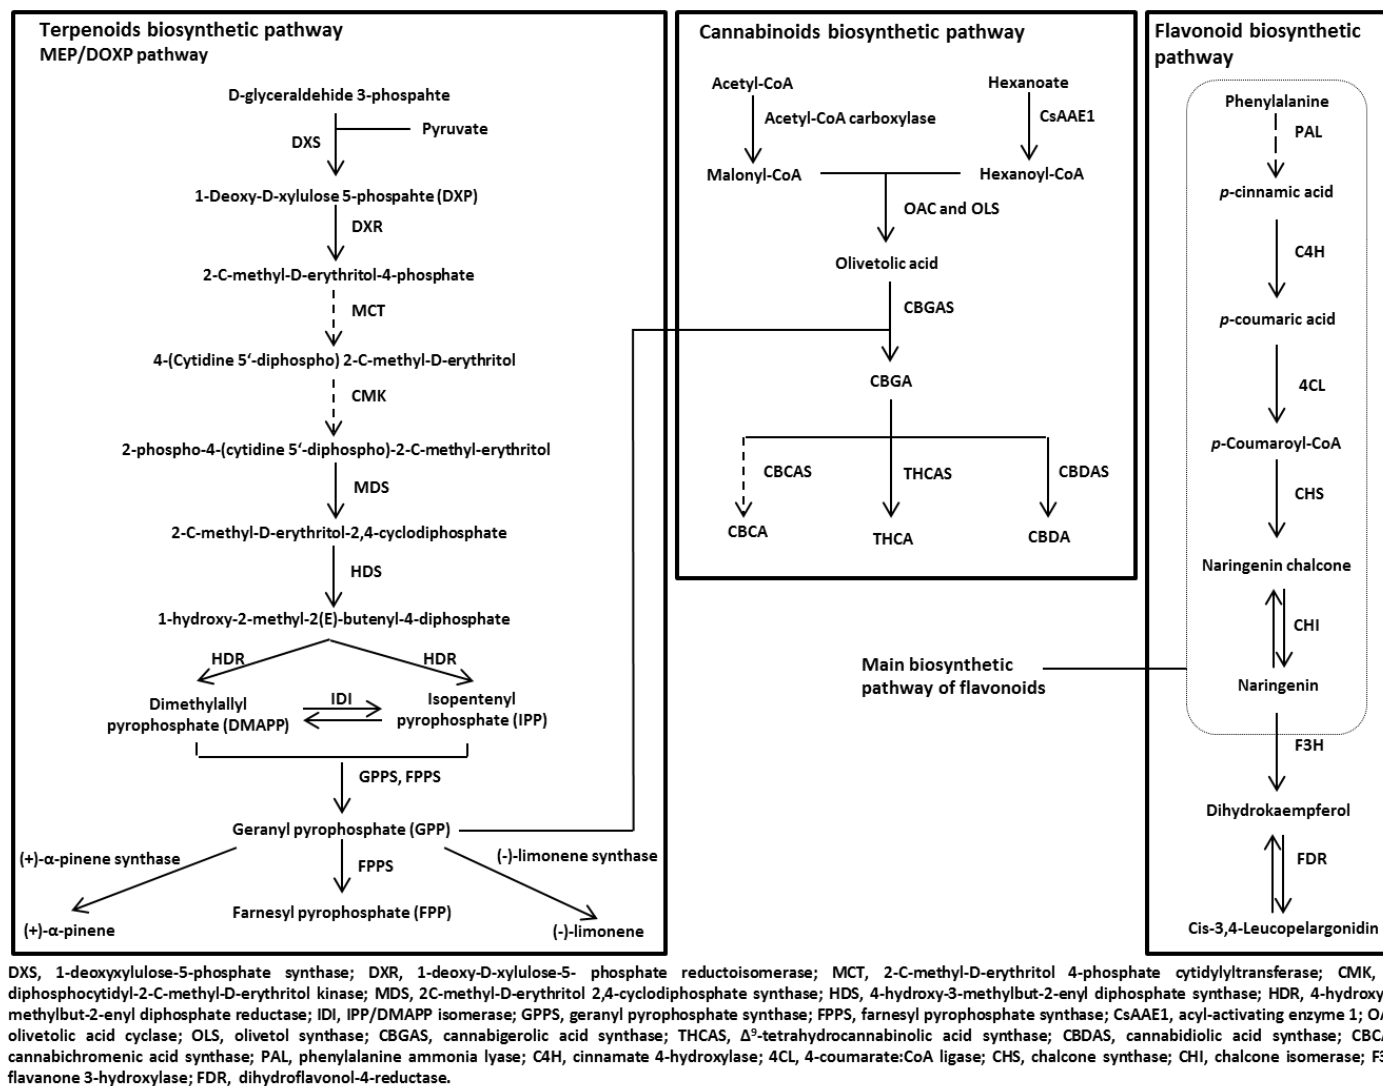 Terpenoids biosynthetic pathway
MEP/DOXP pathway
D-glyceraldehide 3-phospahte
Pyruvate
DXS
1-Deoxy-D-xylulose 5-phospahte (DXP)
DXR
2-C-methyl-D-erythritol-4-phosphate
MCT
4-(Cytidine 5‘-diphospho) 2-C-methyl-D-erythritol
CMK
2-phospho-4-(cytidine 5‘-diphospho)-2-C-methyl-erythritol
MDS
2-C-methyl-D-erythritol-2,4-cyclodiphosphate
HDS
1-hydroxy-2-methyl-2(E)-butenyl-4-diphosphate
HDR HDR
Dimethylallyl
pyrophosphate (DMAPP)
IDI
Isopentenyl
pyrophosphate (IPP)
GPPS, FPPS
Geranyl pyrophosphate (GPP)
(+)-α-pinene synthase
FPPS
(-)-limonene synthase
Farnesyl pyrophosphate (FPP)
(+)-α-pinene
(-)-limonene
Cannabinoids biosynthetic pathway
Acetyl-CoA
Hexanoate
Acetyl-CoA carboxylase
CsAAE1
Malonyl-CoA
Hexanoyl-CoA
OAC and OLS
Olivetolic acid
CBGAS
CBGA
CBCAS
THCAS
CBDAS
CBCA
THCA
CBDA
Main biosynthetic
pathway of flavonoids
Flavonoid biosynthetic
pathway
Phenylalanine
PAL
p-cinnamic acid
C4H
p-coumaric acid
4CL
p-Coumaroyl-CoA
CHS
Naringenin chalcone
CHI
Naringenin
F3H
Dihydrokaempferol
FDR
Cis-3,4-Leucopelargonidin
DXS, 1-deoxyxylulose-5-phosphate synthase; DXR, 1-deoxy-D-xylulose-5- phosphate reductoisomerase; MCT, 2-C-methyl-D-erythritol 4-phosphate cytidylyltransferase; CMK,
diphosphocytidyl-2-C-methyl-D-erythritol kinase; MDS, 2C-methyl-D-erythritol 2,4-cyclodiphosphate synthase; HDS, 4-hydroxy-3-methylbut-2-enyl diphosphate synthase; HDR, 4-hydroxy
methylbut-2-enyl diphosphate reductase; IDI, IPP/DMAPP isomerase; GPPS, geranyl pyrophosphate synthase; FPPS, farnesyl pyrophosphate synthase; CsAAE1, acyl-activating enzyme 1;
olivetolic acid cyclase; OLS, olivetol synthase; CBGAS, cannabigerolic acid synthase; THCAS, Δ⁹-tetrahydrocannabinolic acid synthase; CBDAS, cannabidiolic acid synthase;
cannabichromenic acid synthase; PAL, phenylalanine ammonia lyase; C4H, cinnamate 4-hydroxylase; 4CL, 4-coumarate:CoA ligase; CHS, chalcone synthase; CHI, chalcone isomerase;
flavanone 3-hydroxylase; FDR, dihydroflavonol-4-reductase.